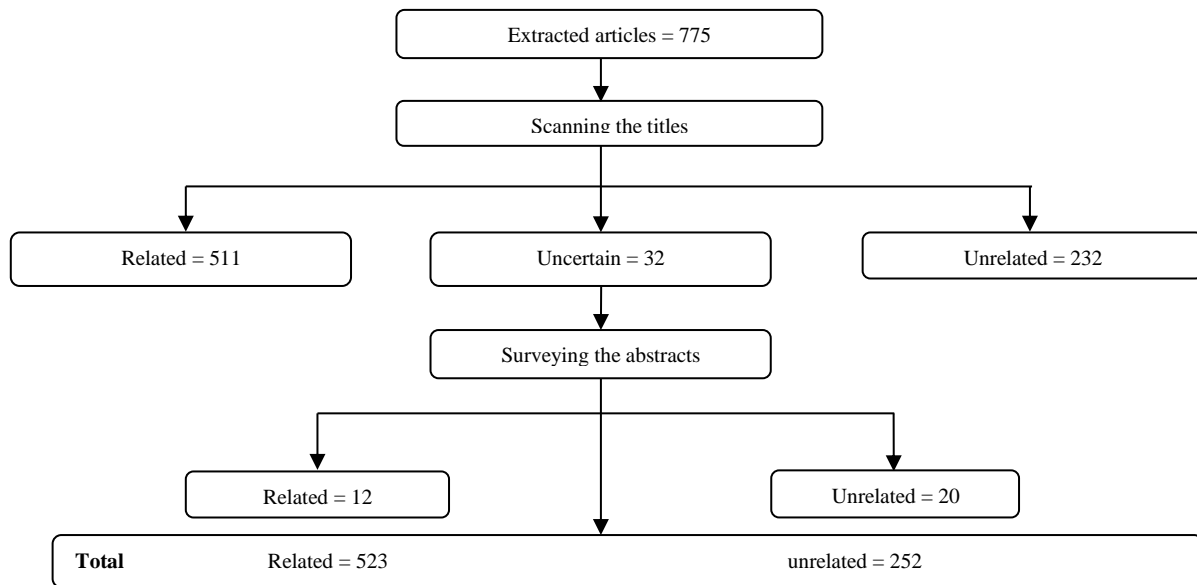 Extracted articles = 775
Scanning the titles
Related = 511
Uncertain = 32
Unrelated = 232
Surveying the abstracts
Related = 12
Unrelated = 20
Total Related = 523 unrelated = 252